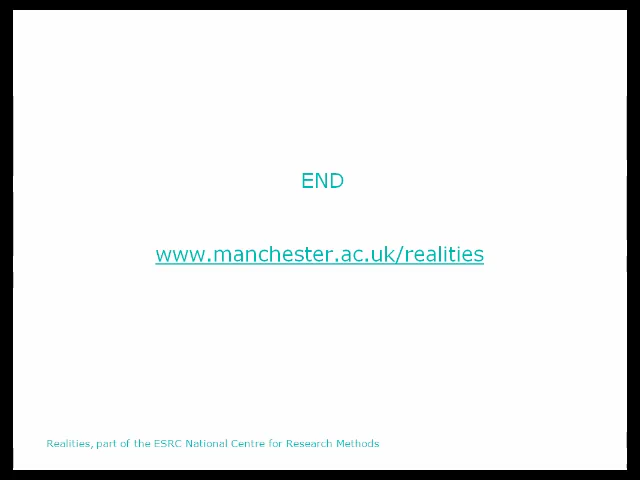 END
www.manchester.ac.uk/realities
Realities, part of the ESRC National Centre for Research Methods